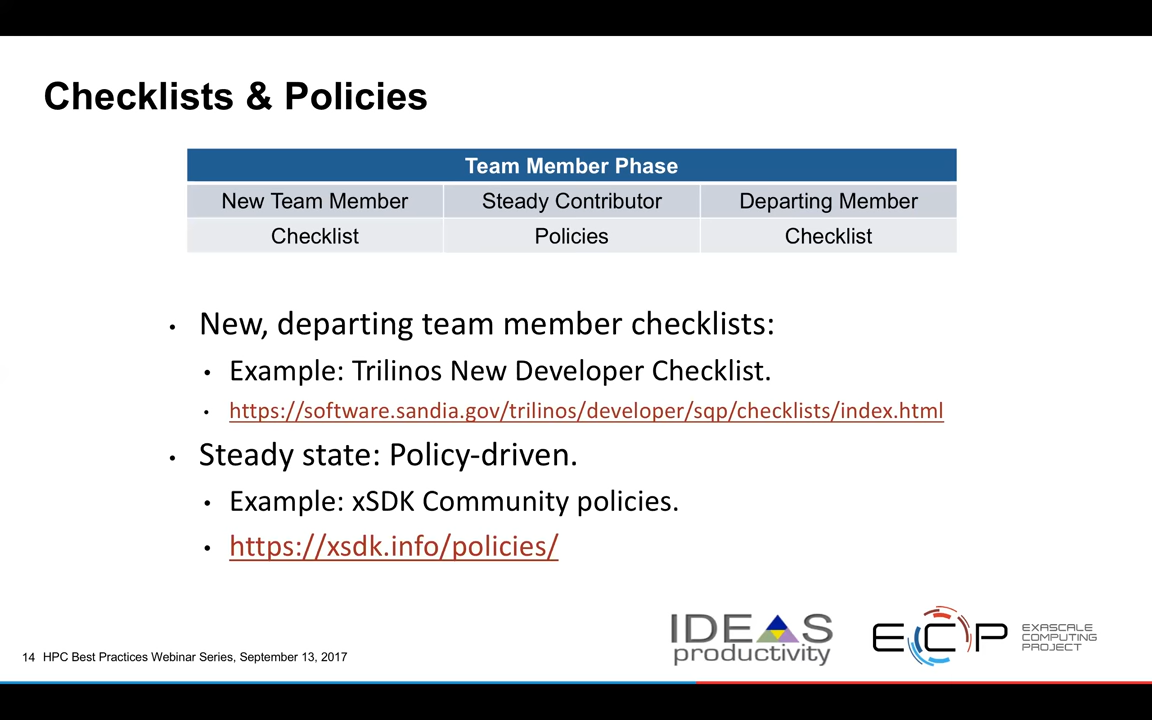 Checklists & Policies
Team Member Phase
New Team Member Steady Contributor Departing Member
Checklist Policies Checklist
• New, departing team member checklists:
• Example: Trilinos New Developer Checklist.
• https://software.sandia.gov/trilinos/developer/sqp/checklists/index.html
• Steady state: Policy-driven.
• Example: xSDK Community policies.
• https://xsdk.info/policies/
IDEAS
productivity
ECP
EXASCALE
COMPUTING
PROJECT
14 HPC Best Practices Webinar Series, September 13, 2017